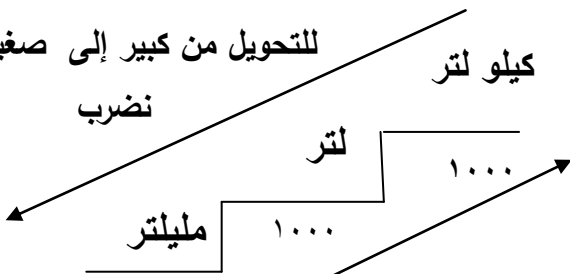 للتحويل من كبير إلى
نضرب
كيلو لتر
لتر
١٠٠٠
مليلتر
١٠٠٠